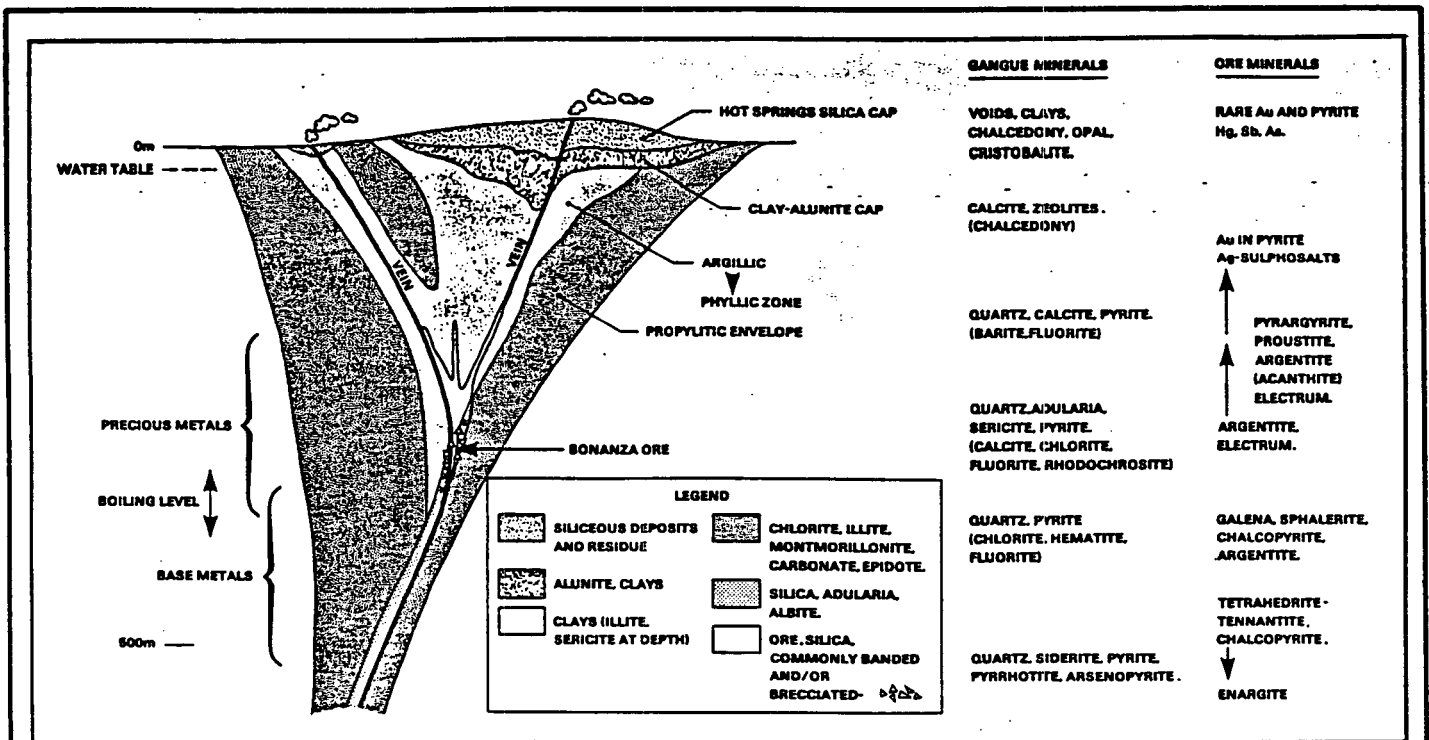 GANGUE MINERALS
ORE MINERALS
HOT SPRINGS SILICA CAP
VOIDS, CLAYS,
CHALCEDONY, OPAL,
CRISTOBALITE.
RARE Au AND PYRITE
Hg, Sb, As.
0m
WATER TABLE
CLAY-ALUNITE CAP
CALCITE, ZEOLITES.
(CHALCEDONY)
VEIN
VEIN
ARGILLIC
PHYLLIC ZONE
Au IN PYRITE
Ag-SULPHOSALTS
PROPYLITIC ENVELOPE
QUARTZ, CALCITE, PYRITE.
(BARITE, FLUORITE)
PYRARGYRITE,
PROUSTITE,
ARGENTITE
(ACANTHITE)
ELECTRUM.
PRECIOUS METALS
BONANZA ORE
QUARTZ, ADULARIA,
SERICITE, PYRITE.
(CALCITE, CHLORITE,
FLUORITE, RHODOCHROSITE)
ARGENTITE,
ELECTRUM.
BOILING LEVEL
BASE METALS
500m
LEGEND
SILICEOUS DEPOSITS
AND RESIDUE
ALUNITE, CLAYS
CLAYS (ILLITE,
SERICITE AT DEPTH)
CHLORITE, ILLITE,
MONTMORILLONITE,
CARBONATE, EPIDOTE.
SILICA, ADULARIA,
ALBITE.
ORE, SILICA,
COMMONLY BANDED
AND/OR
BRECCIATED-
QUARTZ, PYRITE
(CHLORITE, HEMATITE,
FLUORITE)
GALENA, SPHALERITE,
CHALCOPYRITE,
ARGENTITE.
TETRAHEDRITE-
TENNANTITE,
CHALCOPYRITE.
QUARTZ, SIDERITE, PYRITE,
PYRRHOTITE, ARSENOPYRITE.
ENARGITE